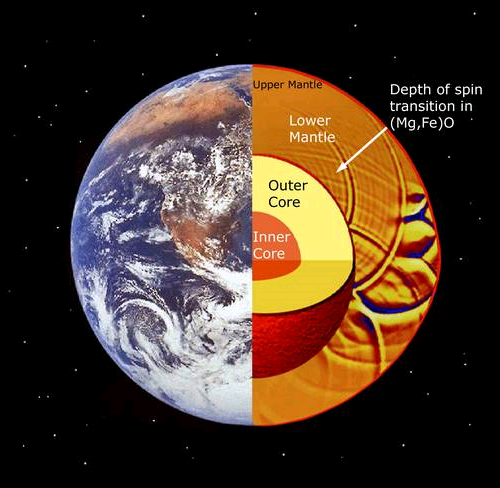 Upper Mantle
Depth of spin
transition in
(Mg,Fe)O
Lower
Mantle
Outer
Core
Inner
Core